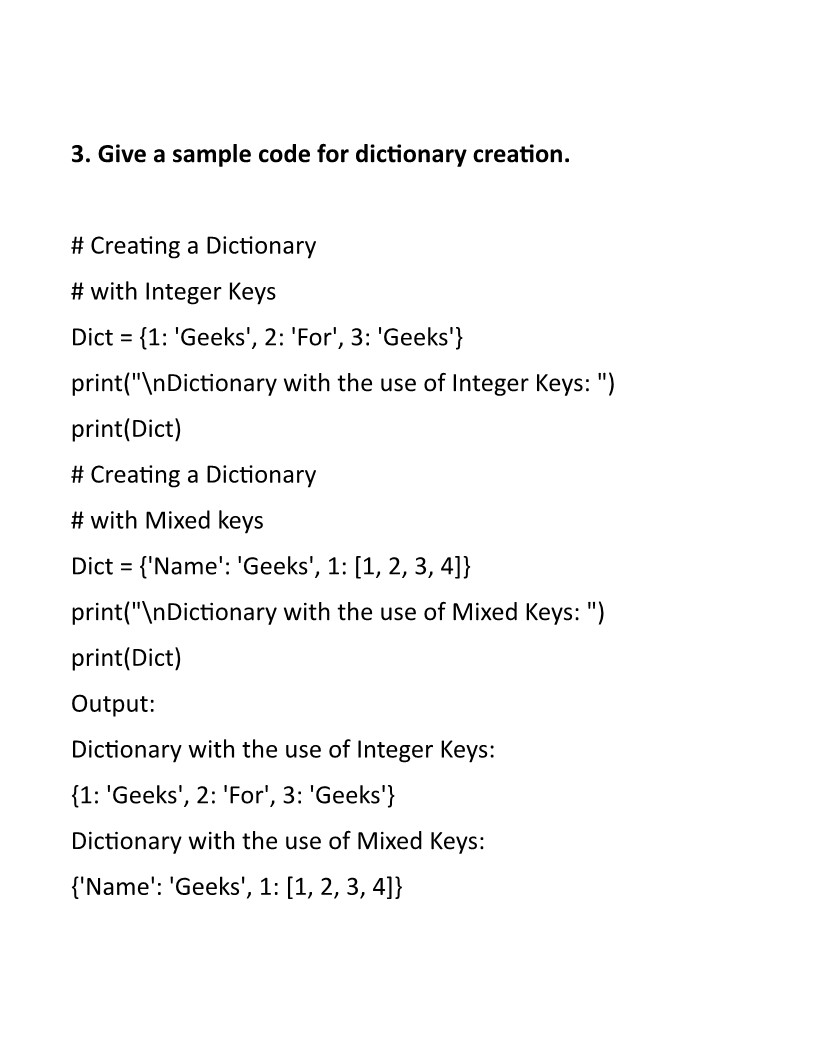 3. Give a sample code for dictionary creation.
# Creating a Dictionary
# with Integer Keys
Dict = {1: 'Geeks', 2: 'For', 3: 'Geeks'}
print("\nDictionary with the use of Integer Keys: ")
print(Dict)
# Creating a Dictionary
# with Mixed keys
Dict = {'Name': 'Geeks', 1: [1, 2, 3, 4]}
print("\nDictionary with the use of Mixed Keys: ")
print(Dict)
Output:
Dictionary with the use of Integer Keys:
{1: 'Geeks', 2: 'For', 3: 'Geeks'}
Dictionary with the use of Mixed Keys:
{'Name': 'Geeks', 1: [1, 2, 3, 4]}